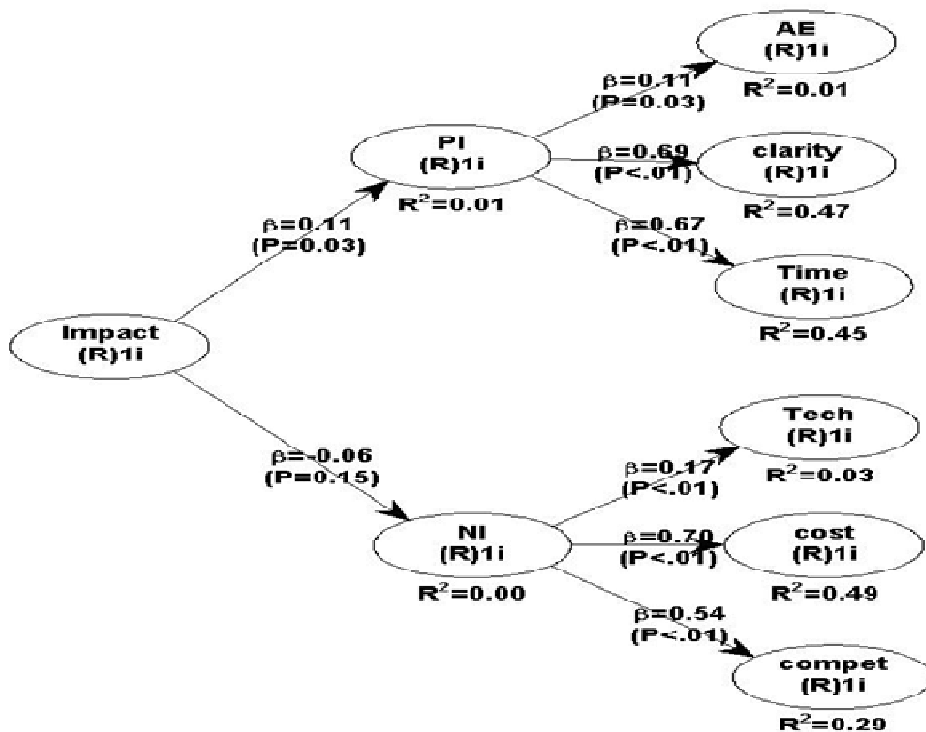 AE
(R)1i
R²=0.01
β=0.11
(P=0.03)
PI
(R)1i
R²=0.01
β=0.69
(P<.01)
clarity
(R)1i
R²=0.47
β=0.11
(P=0.03)
β=0.67
(P<.01)
Time
(R)1i
R²=0.45
Impact
(R)1i
β=-0.06
(P=0.15)
Tech
(R)1i
R²=0.03
β=0.17
(P<.01)
NI
(R)1i
R²=0.00
β=0.70
(P<.01)
cost
(R)1i
R²=0.49
β=0.54
(P<.01)
compet
(R)1i
R²=0.29